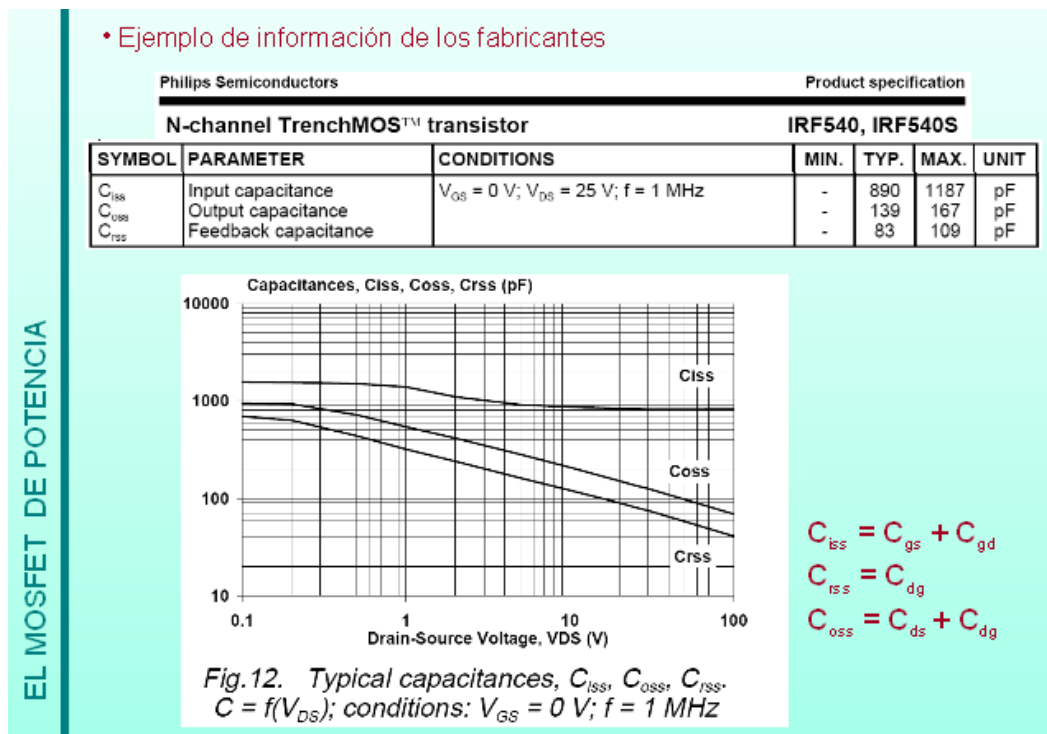 • Ejemplo de información de los fabricantes
Philips Semiconductors Product specification
N-channel TrenchMOS™ transistor IRF540, IRF540S
SYMBOL PARAMETER CONDITIONS MIN. TYP. MAX. UNIT
Ciss Input capacitance VGS = 0 V; VDS = 25 V; f = 1 MHz - 890 1187 pF
Coss Output capacitance - 139 167 pF
Crss Feedback capacitance - 83 109 pF
EL MOSFET DE POTENCIA
Capacitances, Ciss, Coss, Crss (pF)
10000
1000
100
10
Ciss
Coss
Crss
0.1 1 10 100
Drain-Source Voltage, VDS (V)
Fig.12. Typical capacitances, Ciss, Coss, Crss.
C = f(VDS); conditions: VGS = 0 V; f = 1 MHz
Ciss = Cgs + Cgd
Crss = Cdg
Coss = Cds + Cdg